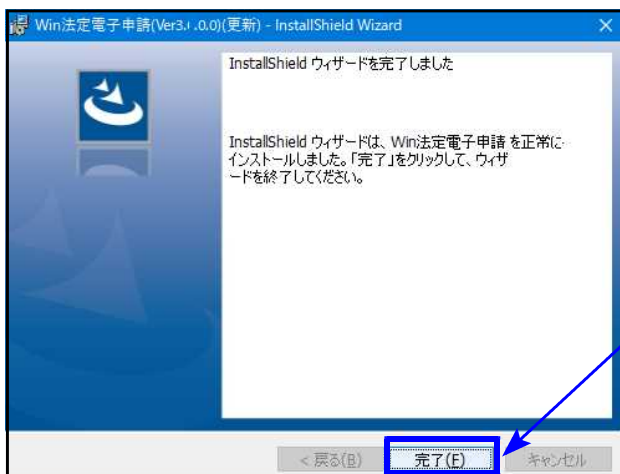 Win法定電子申請(Ver3. .0.0)(更新) - InstallShield Wizard
InstallShield ウィザードを完了しました
InstallShield ウィザードは、Win法定電子申請 を正常に
インストールしました。「完了」をクリックして、ウィザ
ードを終了してください。
< 戻る(B)
完了(F)
キャンセル